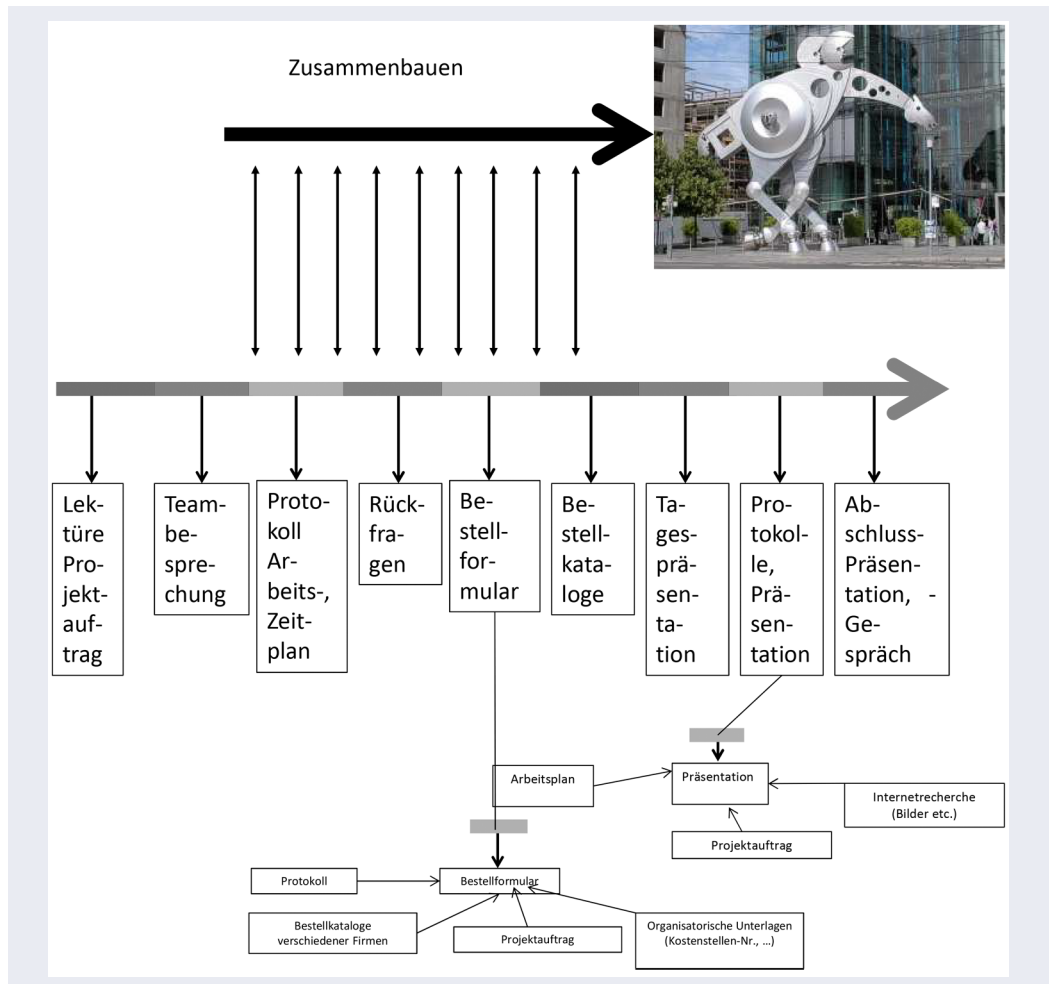 Zusammenbauen
Lek-
türe
Pro-
jekt-
auf-
trag
Team-
be-
spre-
chung
Proto-
koll
Ar-
beits-,
Zeit-
plan
Rück-
fra-
gen
Be-
stell-
for-
mular
Be-
stell-
kata-
loge
Ta-
ges-
prä-
sen-
ta-
tion
Pro-
tokol-
le,
Prä-
sen-
tation
Ab-
schluss-
Präsen-
tation, -
Ge-
spräch
Arbeitsplan
Präsentation
Internetrecherche
(Bilder etc.)
Projektauftrag
Protokoll
Bestellformular
Bestellkataloge
verschiedener Firmen
Projektauftrag
Organisatorische Unterlagen
(Kostenstellen-Nr., ...)